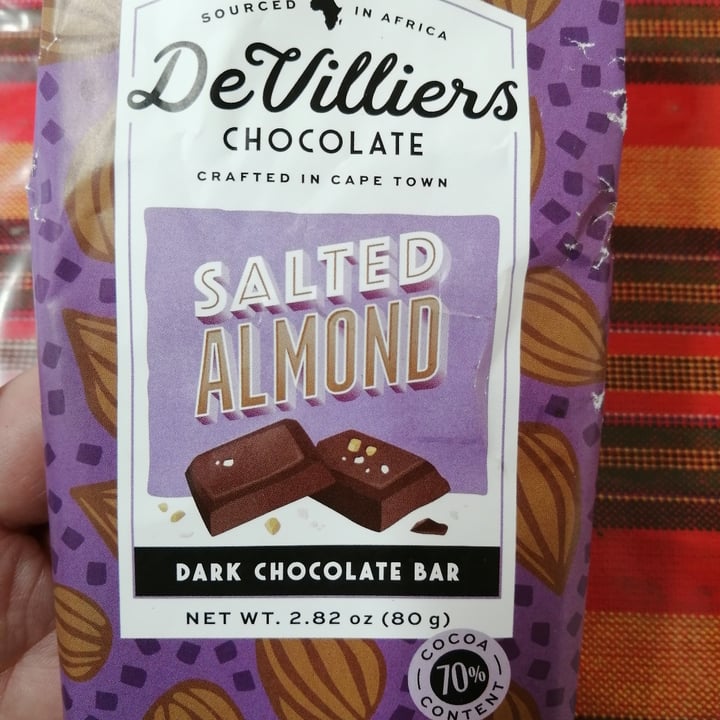 SOURCED IN AFRICA
DeVilliers
CHOCOLATE
CRAFTED IN CAPE TOWN
SALTED
ALMOND
DARK CHOCOLATE BAR
NET WT. 2.82 oz (80 g)
COCOA
70%
CONTENT